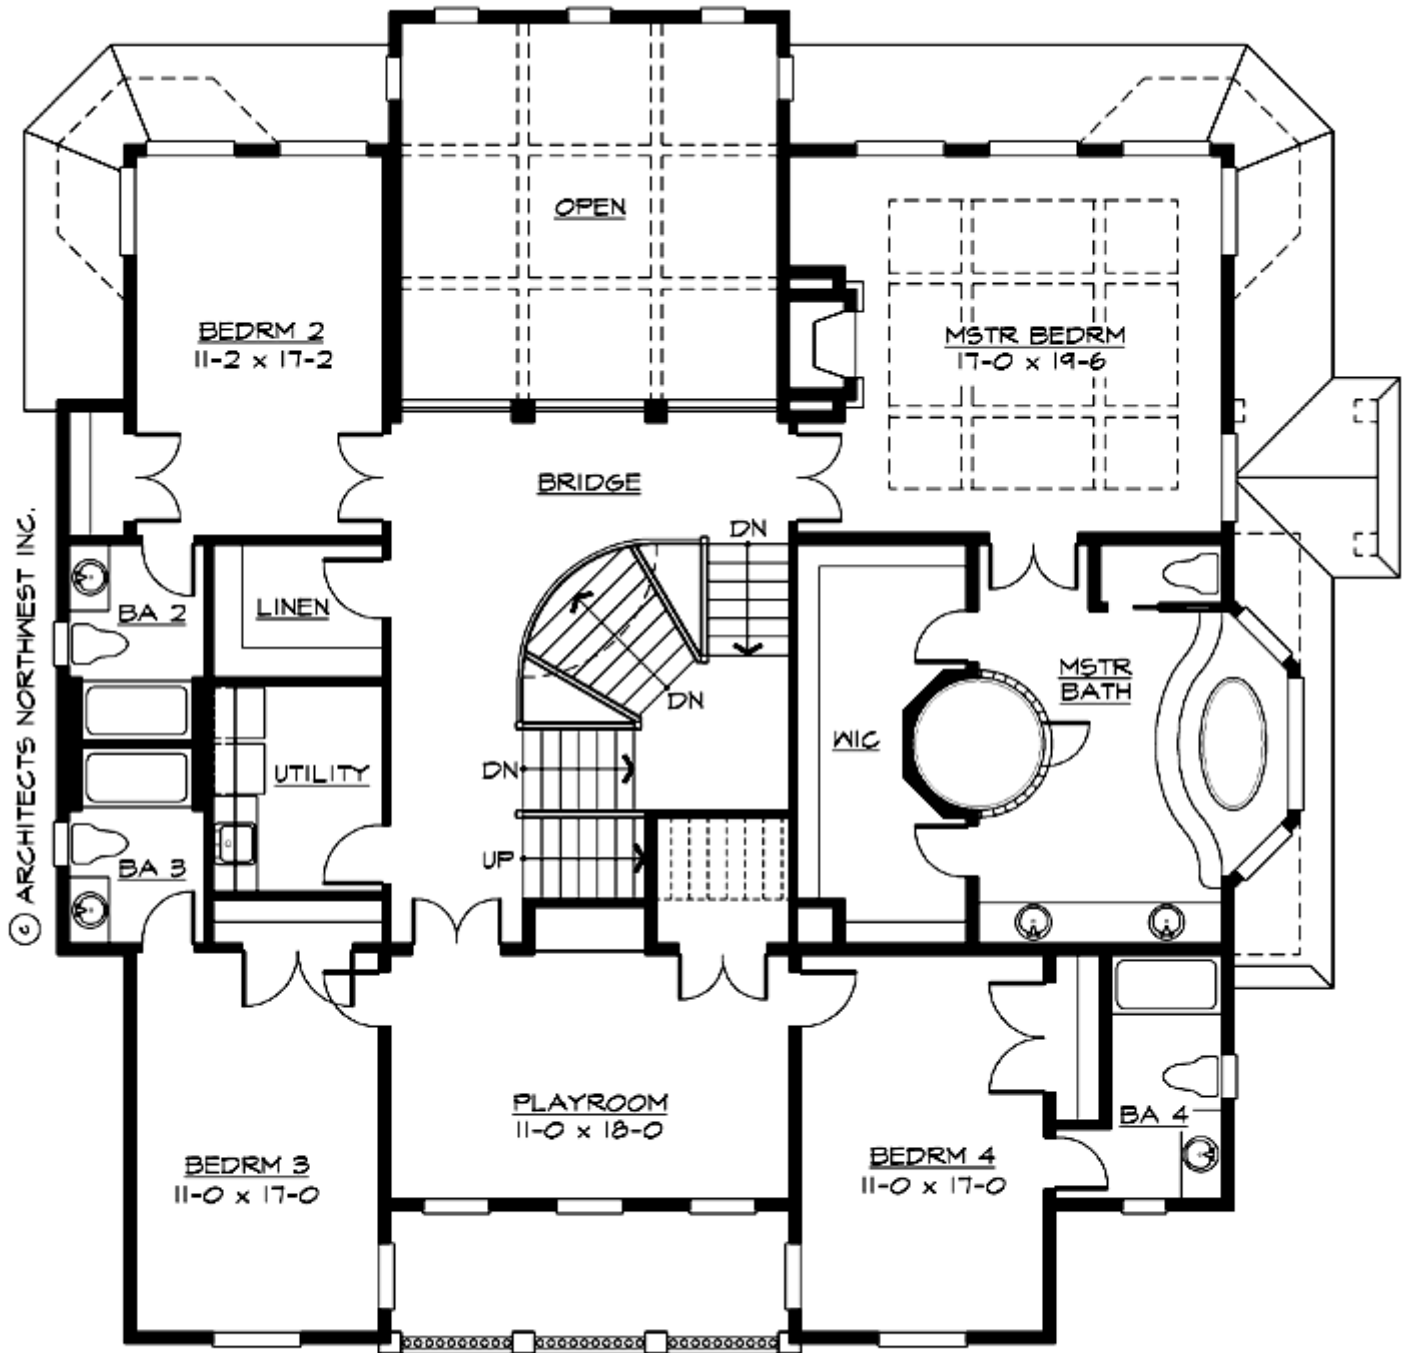 OPEN
BEDRM 2
11-2 x 17-2
MSTR BEDRM
17-0 x 19-6
BRIDGE
DN
BA 2
LINEN
MSTR
BATH
DN
WIC
UTILITY
DN
UP
BA 3
PLAYROOM
11-0 x 18-0
BA 4
BEDRM 3
11-0 x 17-0
BEDRM 4
11-0 x 17-0
© ARCHITECTS NORTHWEST INC.